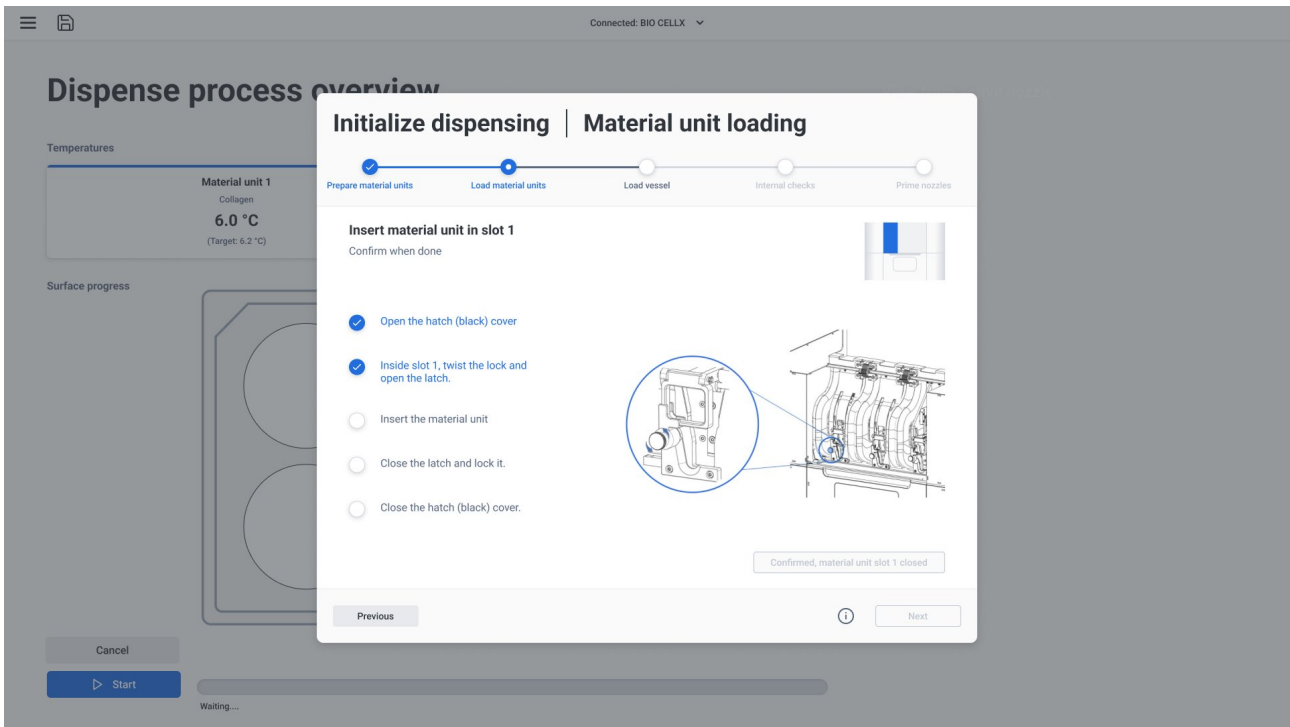 Connected: BIO CELLX
Dispense process overview
Temperatures
Material unit 1
Collagen
6.0 °C
(Target: 6.2 °C)
Surface progress
Initialize dispensing | Material unit loading
Prepare material units
Load material units
Load vessel
Internal checks
Prime nozzles
Insert material unit in slot 1
Confirm when done
Open the hatch (black) cover
Inside slot 1, twist the lock and
open the latch.
Insert the material unit
Close the latch and lock it.
Close the hatch (black) cover.
Confirmed, material unit slot 1 closed
Previous
Next
Cancel
Start
Waiting....